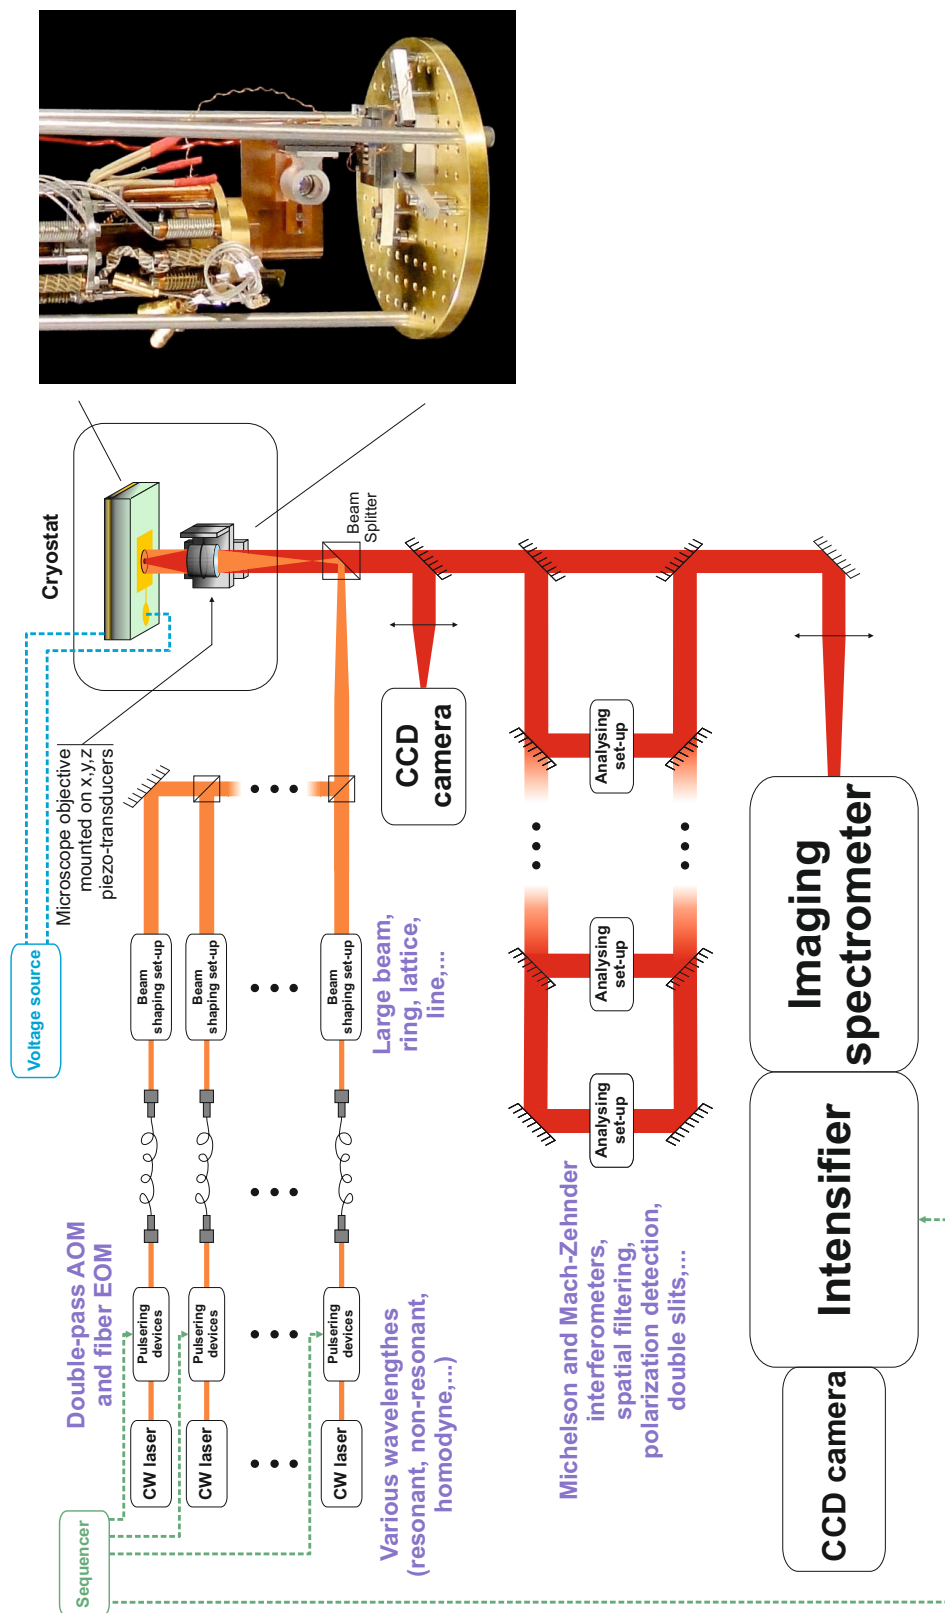 Sequencer
Voltage source
Double-pass AOM
and fiber EOM
CW laser
Pulsering
devices
Beam
shaping set-up
CW laser
Pulsering
devices
Beam
shaping set-up
CW laser
Pulsering
devices
Beam
shaping set-up
Various wavelengthes
(resonant, non-resonant,
homodyne,...)
Large beam,
ring, lattice,
line,...
Microscope objective
mounted on x,y,z
piezo-transducers
Cryostat
Beam
Splitter
CCD
camera
Michelson and Mach-Zehnder
interferometers,
spatial filtering,
polarization detection,
double slits,...
Analysing
set-up
Analysing
set-up
Analysing
set-up
CCD camera
Intensifier
Imaging
spectrometer